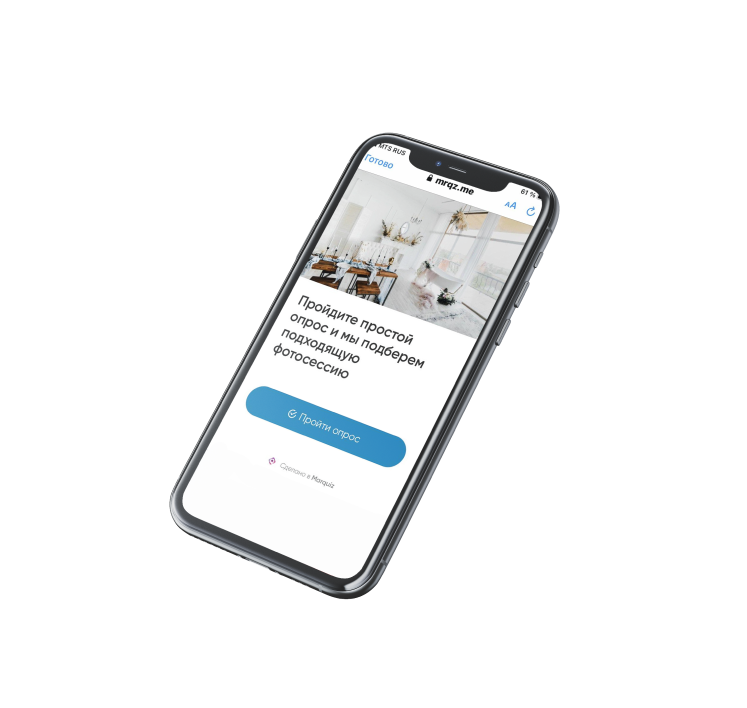 MTS RUS
61 %
Готово
mrqz.me
AA
Пройдите простой
опрос и мы подберем
подходящую
фотосессию
Пройти опрос
Сделано в Marquiz